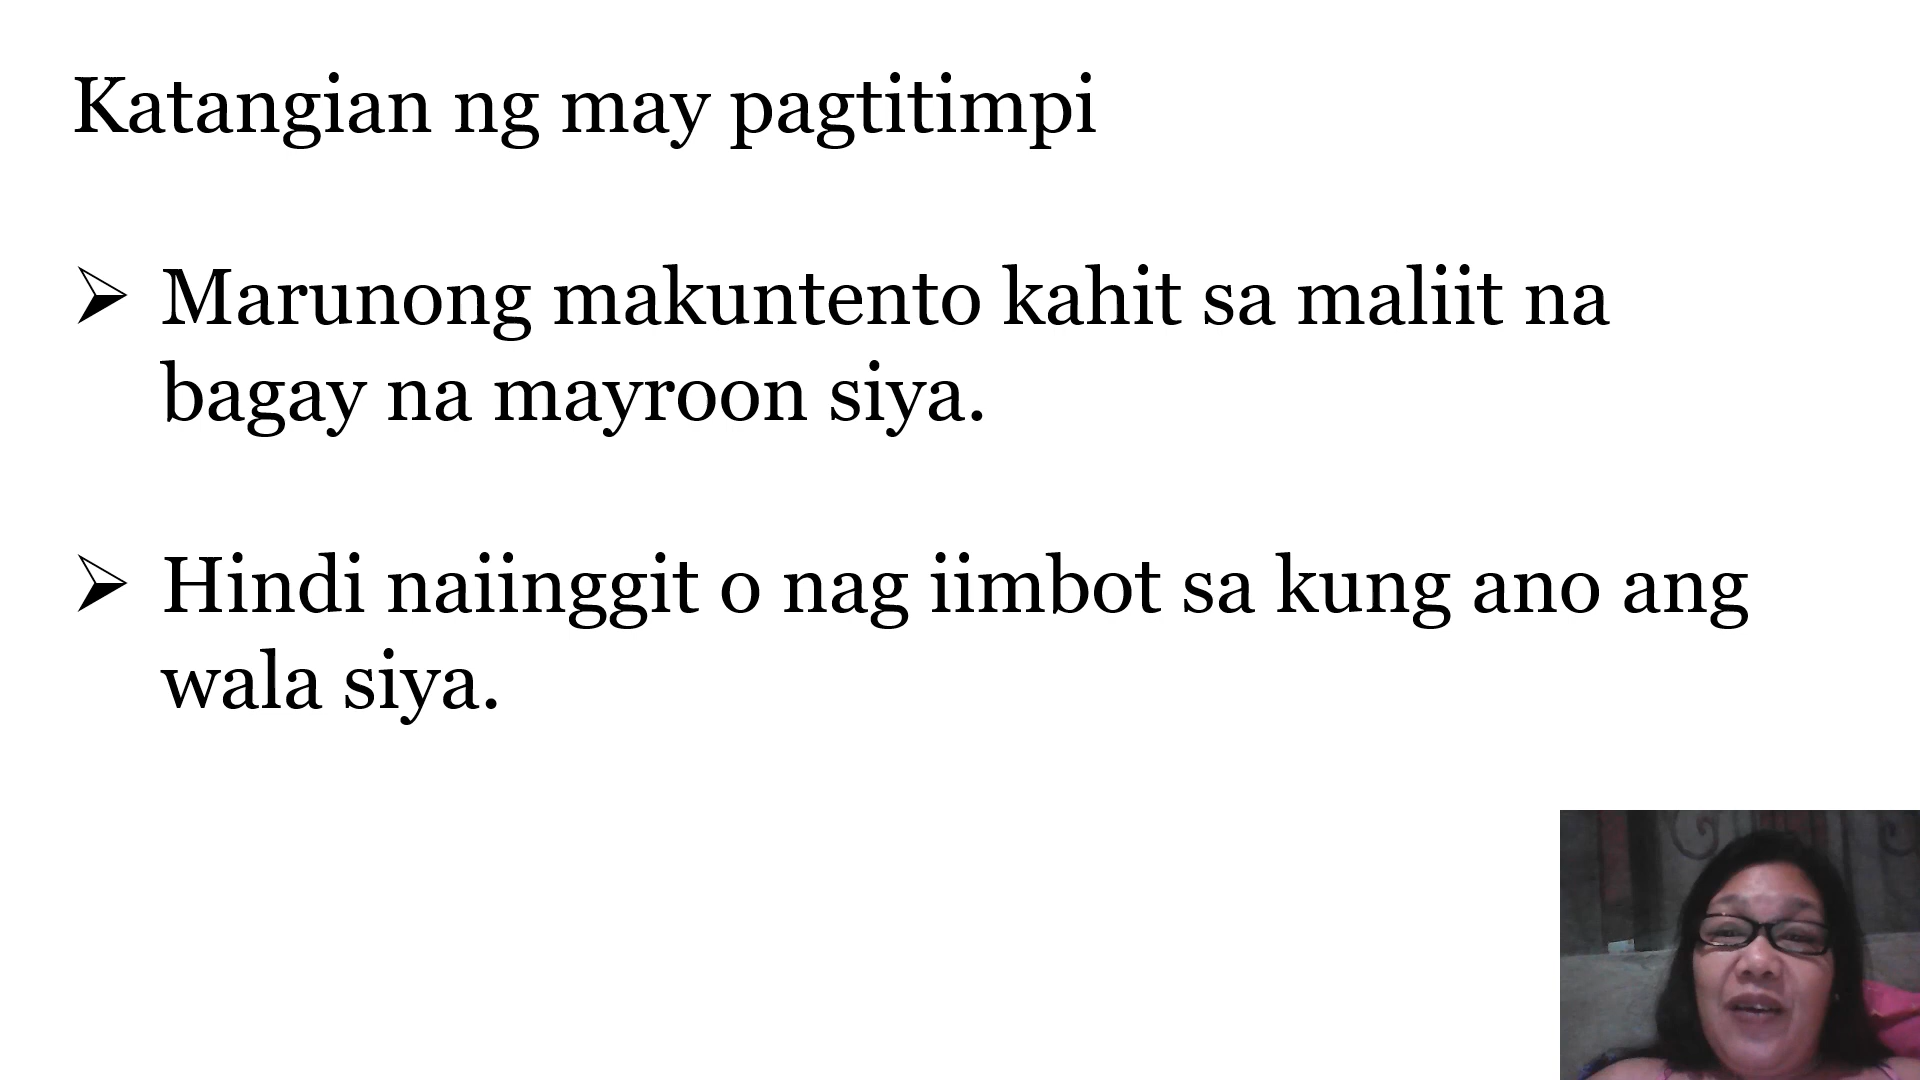 Katangian ng may pagtitimpi
➢ Marunong makuntento kahit sa maliit na
bagay na mayroon siya.
➢ Hindi naiinggit o nag iimbot sa kung ano ang
wala siya.